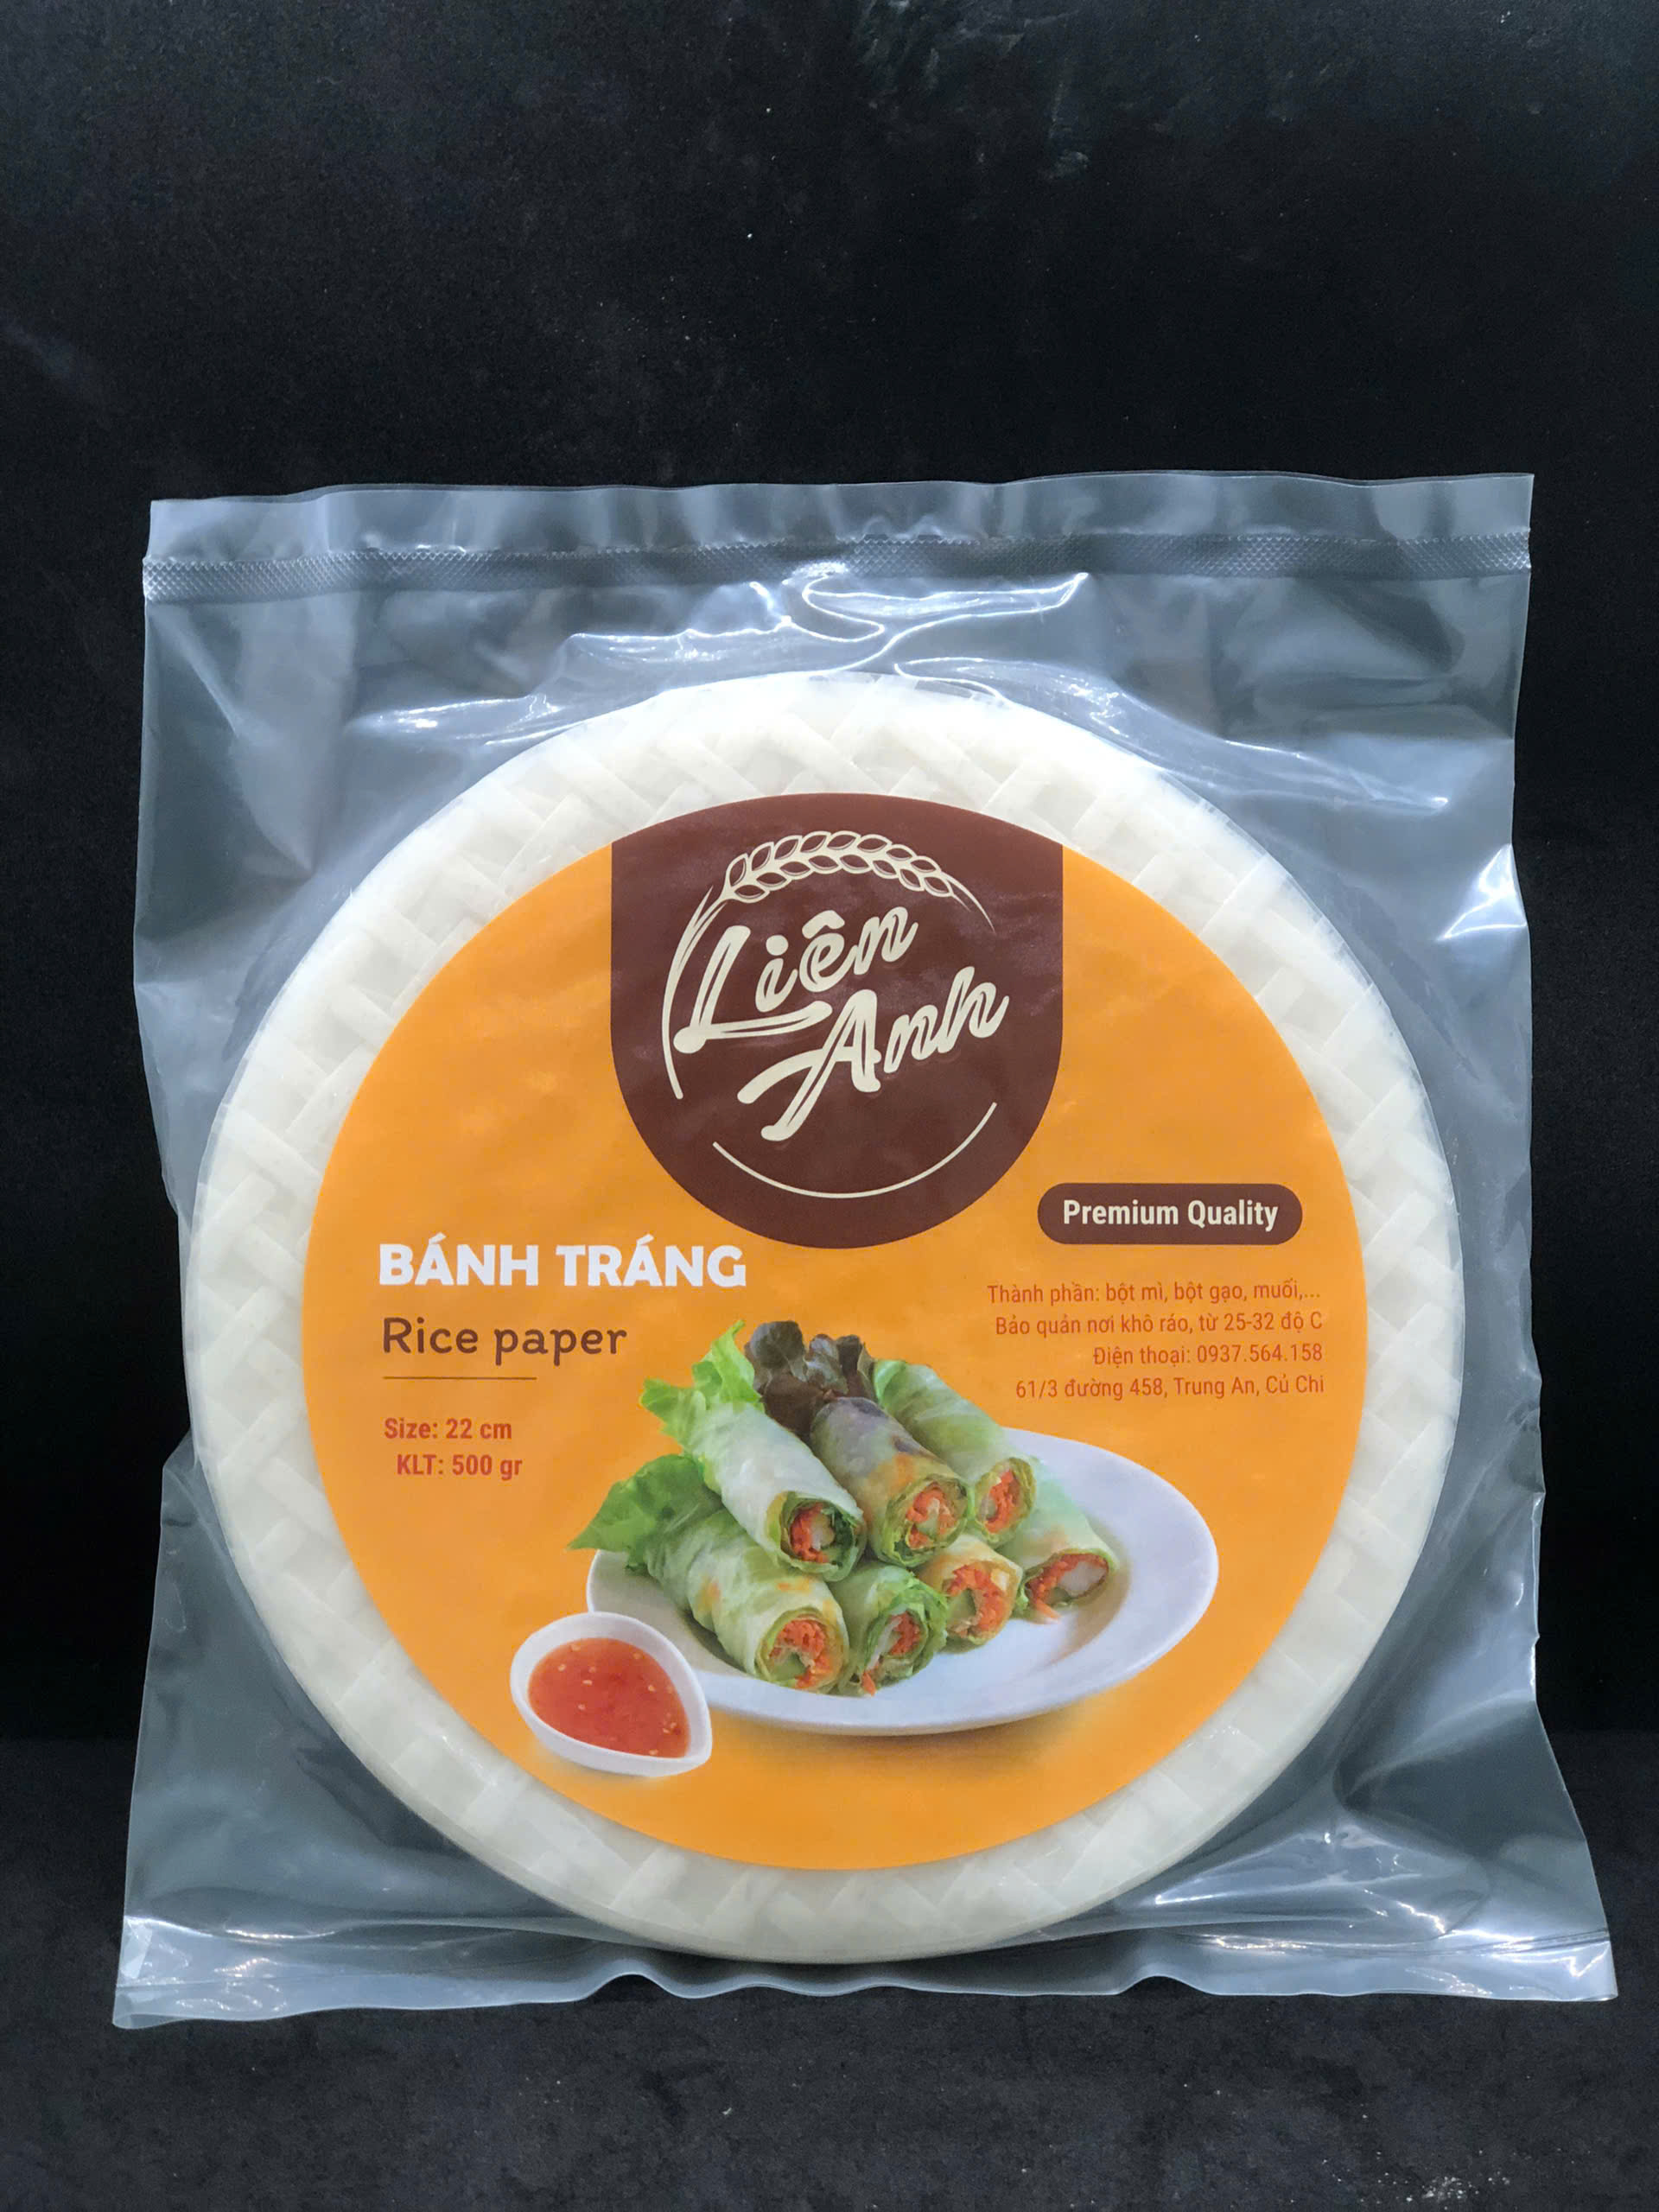 Liên
Anh
Premium Quality
BÁNH TRÁNG
Rice paper
Size: 22 cm
KLT: 500 gr
Thành phần: bột mì, bột gạo, muối,...
Bảo quản nơi khô ráo, từ 25-32 độ C
Điện thoại: 0937.564.158
61/3 đường 458, Trung An, Củ Chi